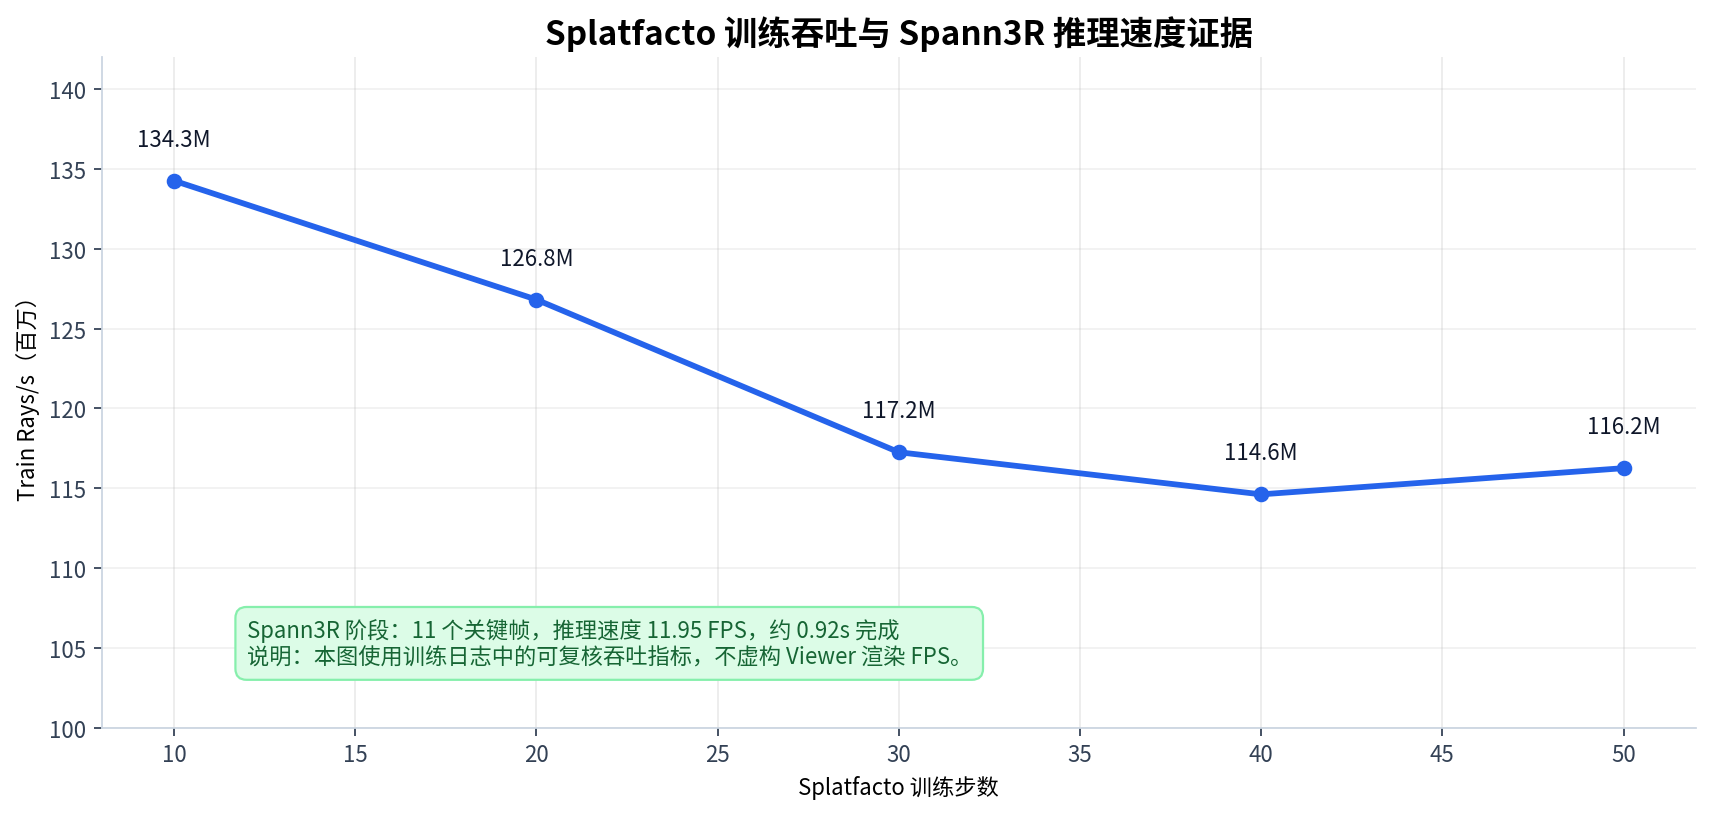 Splatfacto 训练吞吐与 Spann3R 推理速度证据
Train Rays/s（百万）
140
135
130
125
120
115
110
105
100
134.3M
126.8M
117.2M
114.6M
116.2M
Spann3R 阶段：11 个关键帧，推理速度 11.95 FPS，约 0.92s 完成
说明：本图使用训练日志中的可复核吞吐指标，不虚构 Viewer 渲染 FPS。
10
15
20
25
30
35
40
45
50
Splatfacto 训练步数